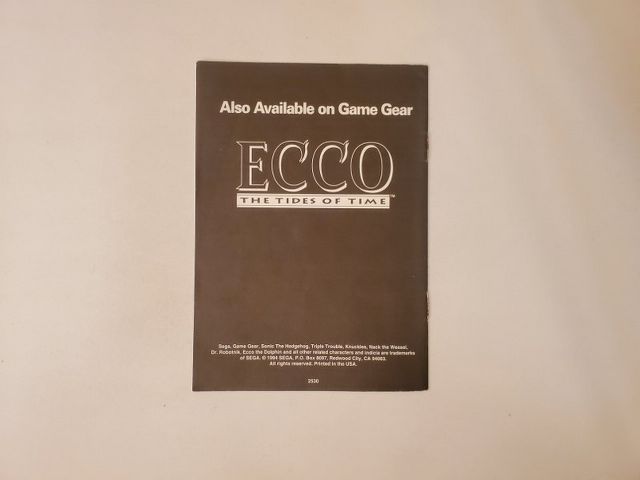 Also Available on Game Gear
ECCO
THE TIDES OF TIME™
Sega, Game Gear, Sonic The Hedgehog, Triple Trouble, Knuckles, Nack the Weasel,
Dr. Robotnik, Ecco the Dolphin and all other related characters and indicia are trademarks
of SEGA. © 1994 SEGA, P.O. Box 8097, Redwood City, CA 94063.
All rights reserved. Printed in the USA.
2530